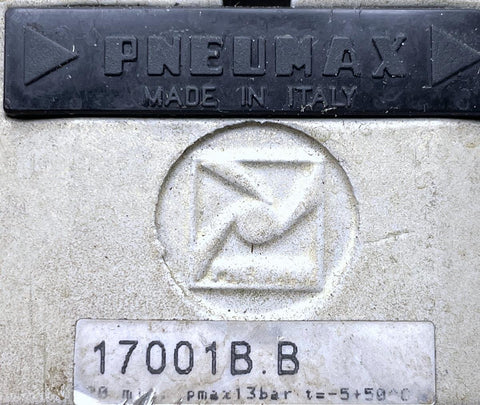 PNEUMAX
MADE IN ITALY
17001B.B
pmax13bar t=-5+50°C